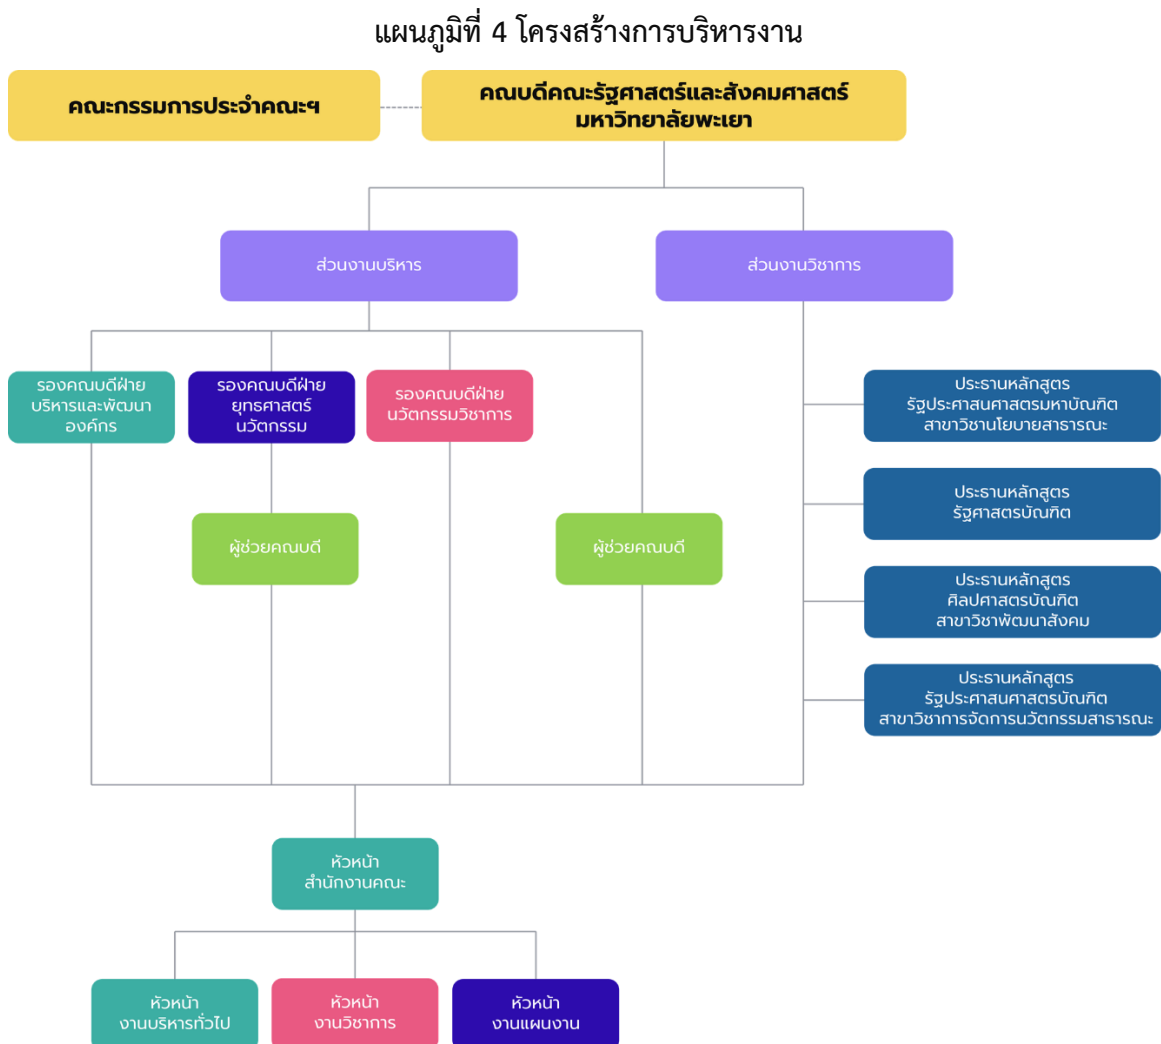 แผนภูมิที่ 4 โครงสร้างการบริหารงาน
คณะกรรมการประจำคณะฯ
คณบดีคณะรัฐศาสตร์และสังคมศาสตร์
มหาวิทยาลัยพะเยา
ส่วนงานบริหาร
ส่วนงานวิชาการ
รองคณบดีฝ่าย
บริหารและพัฒนา
องค์กร
รองคณบดีฝ่าย
ยุทธศาสตร์
นวัตกรรม
รองคณบดีฝ่าย
นวัตกรรมวิชาการ
ประธานหลักสูตร
รัฐประศาสนศาสตรมหาบัณฑิต
สาขาวิชานโยบายสาธารณะ
ประธานหลักสูตร
รัฐศาสตรบัณฑิต
ผู้ช่วยคณบดี
ผู้ช่วยคณบดี
ประธานหลักสูตร
ศิลปศาสตรบัณฑิต
สาขาวิชาพัฒนาสังคม
ประธานหลักสูตร
รัฐประศาสนศาสตรบัณฑิต
สาขาวิชาการจัดการนวัตกรรมสาธารณะ
หัวหน้า
สำนักงานคณะ
หัวหน้า
งานบริหารทั่วไป
หัวหน้า
งานวิชาการ
หัวหน้า
งานแผนงาน